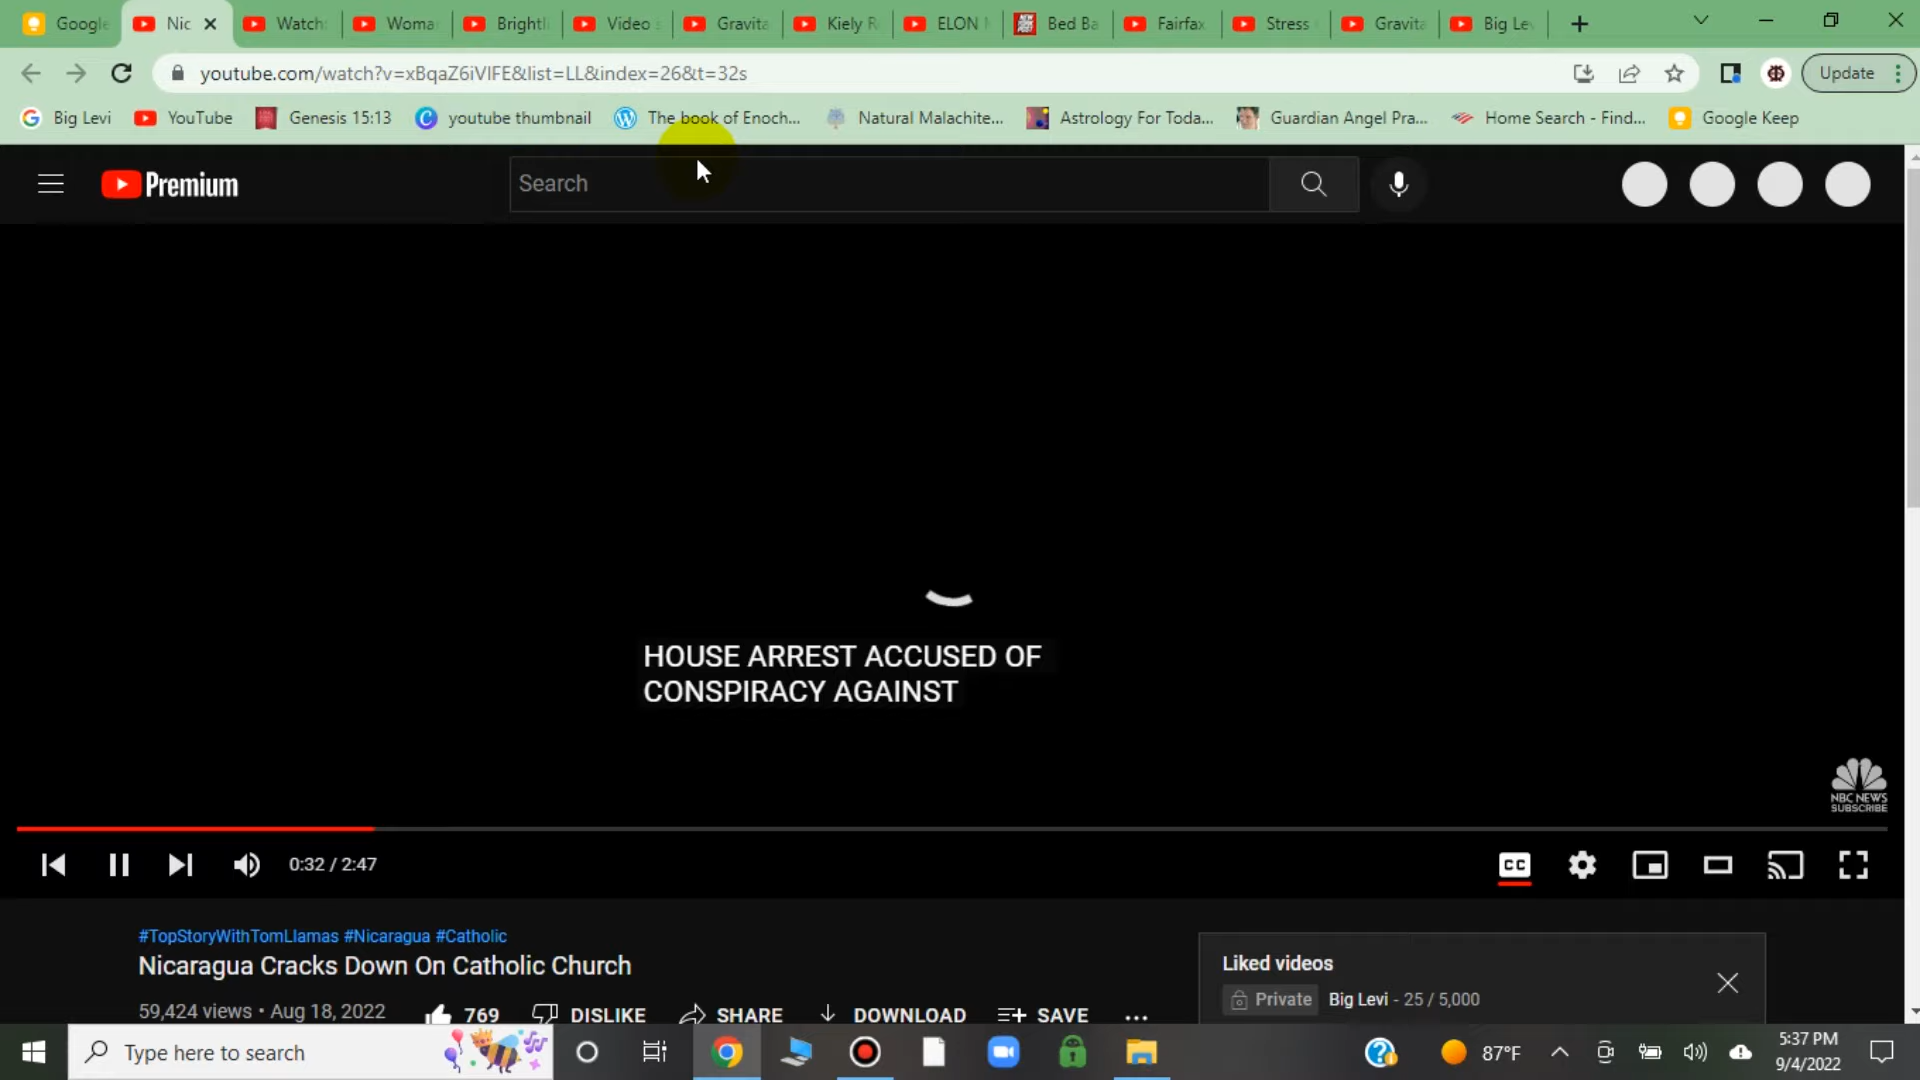 Google Nic Watch Woma Brightli Video Gravita Kiely R ELON Bed Ba Fairfax Stress Gravita Big Lev
youtube.com/watch?v=xBqaZ6iVIFE&list=LL&index=26&t=32s Update
Big Levi YouTube Genesis 15:13 youtube thumbnail The book of Enoch... Natural Malachite... Astrology For Toda... Guardian Angel Pra... Home Search - Find... Google Keep
Premium Search
HOUSE ARREST ACCUSED OF
CONSPIRACY AGAINST
NBC NEWS
SUBSCRIBE
0:32 / 2:47 CC
#TopStoryWithTomLlamas #Nicaragua #Catholic
Nicaragua Cracks Down On Catholic Church
59,424 views • Aug 18, 2022 769 DISLIKE SHARE DOWNLOAD SAVE ...
Liked videos
Private Big Levi - 25 / 5,000
Type here to search 87°F 5:37 PM
9/4/2022